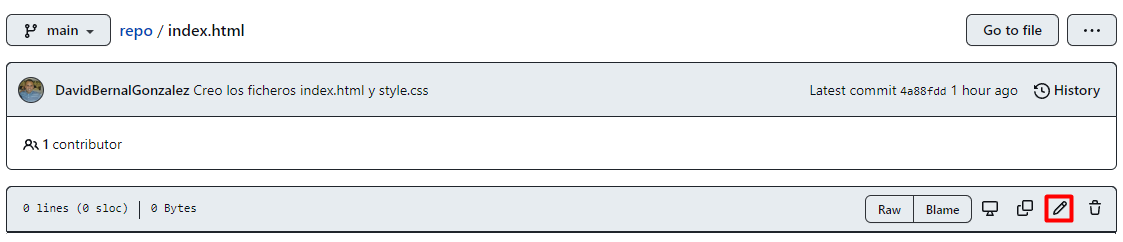 main repo / index.html Go to file ...
DavidBernalGonzalez Creo los ficheros index.html y style.css Latest commit 4a88fdd 1 hour ago History
1 contributor
0 lines (0 sloc) 0 Bytes Raw Blame